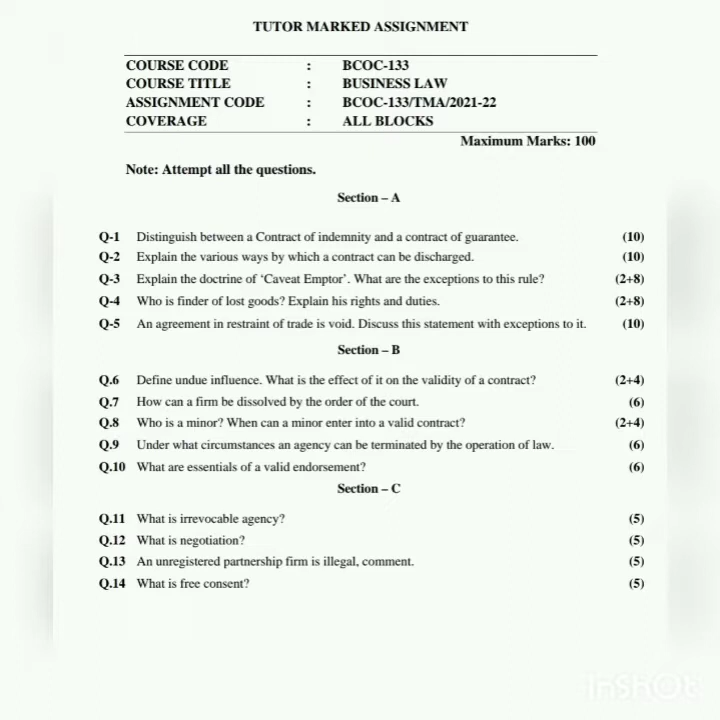 TUTOR MARKED ASSIGNMENT
COURSE CODE : BCOC-133
COURSE TITLE : BUSINESS LAW
ASSIGNMENT CODE : BCOC-133/TMA/2021-22
COVERAGE : ALL BLOCKS
Maximum Marks: 100
Note: Attempt all the questions.
Section – A
Q-1 Distinguish between a Contract of indemnity and a contract of guarantee. (10)
Q-2 Explain the various ways by which a contract can be discharged. (10)
Q-3 Explain the doctrine of ‘Caveat Emptor’. What are the exceptions to this rule? (2+8)
Q-4 Who is finder of lost goods? Explain his rights and duties. (2+8)
Q-5 An agreement in restraint of trade is void. Discuss this statement with exceptions to it. (10)
Section – B
Q.6 Define undue influence. What is the effect of it on the validity of a contract? (2+4)
Q.7 How can a firm be dissolved by the order of the court. (6)
Q.8 Who is a minor? When can a minor enter into a valid contract? (2+4)
Q.9 Under what circumstances an agency can be terminated by the operation of law. (6)
Q.10 What are essentials of a valid endorsement? (6)
Section – C
Q.11 What is irrevocable agency? (5)
Q.12 What is negotiation? (5)
Q.13 An unregistered partnership firm is illegal, comment. (5)
Q.14 What is free consent? (5)
INSHOT